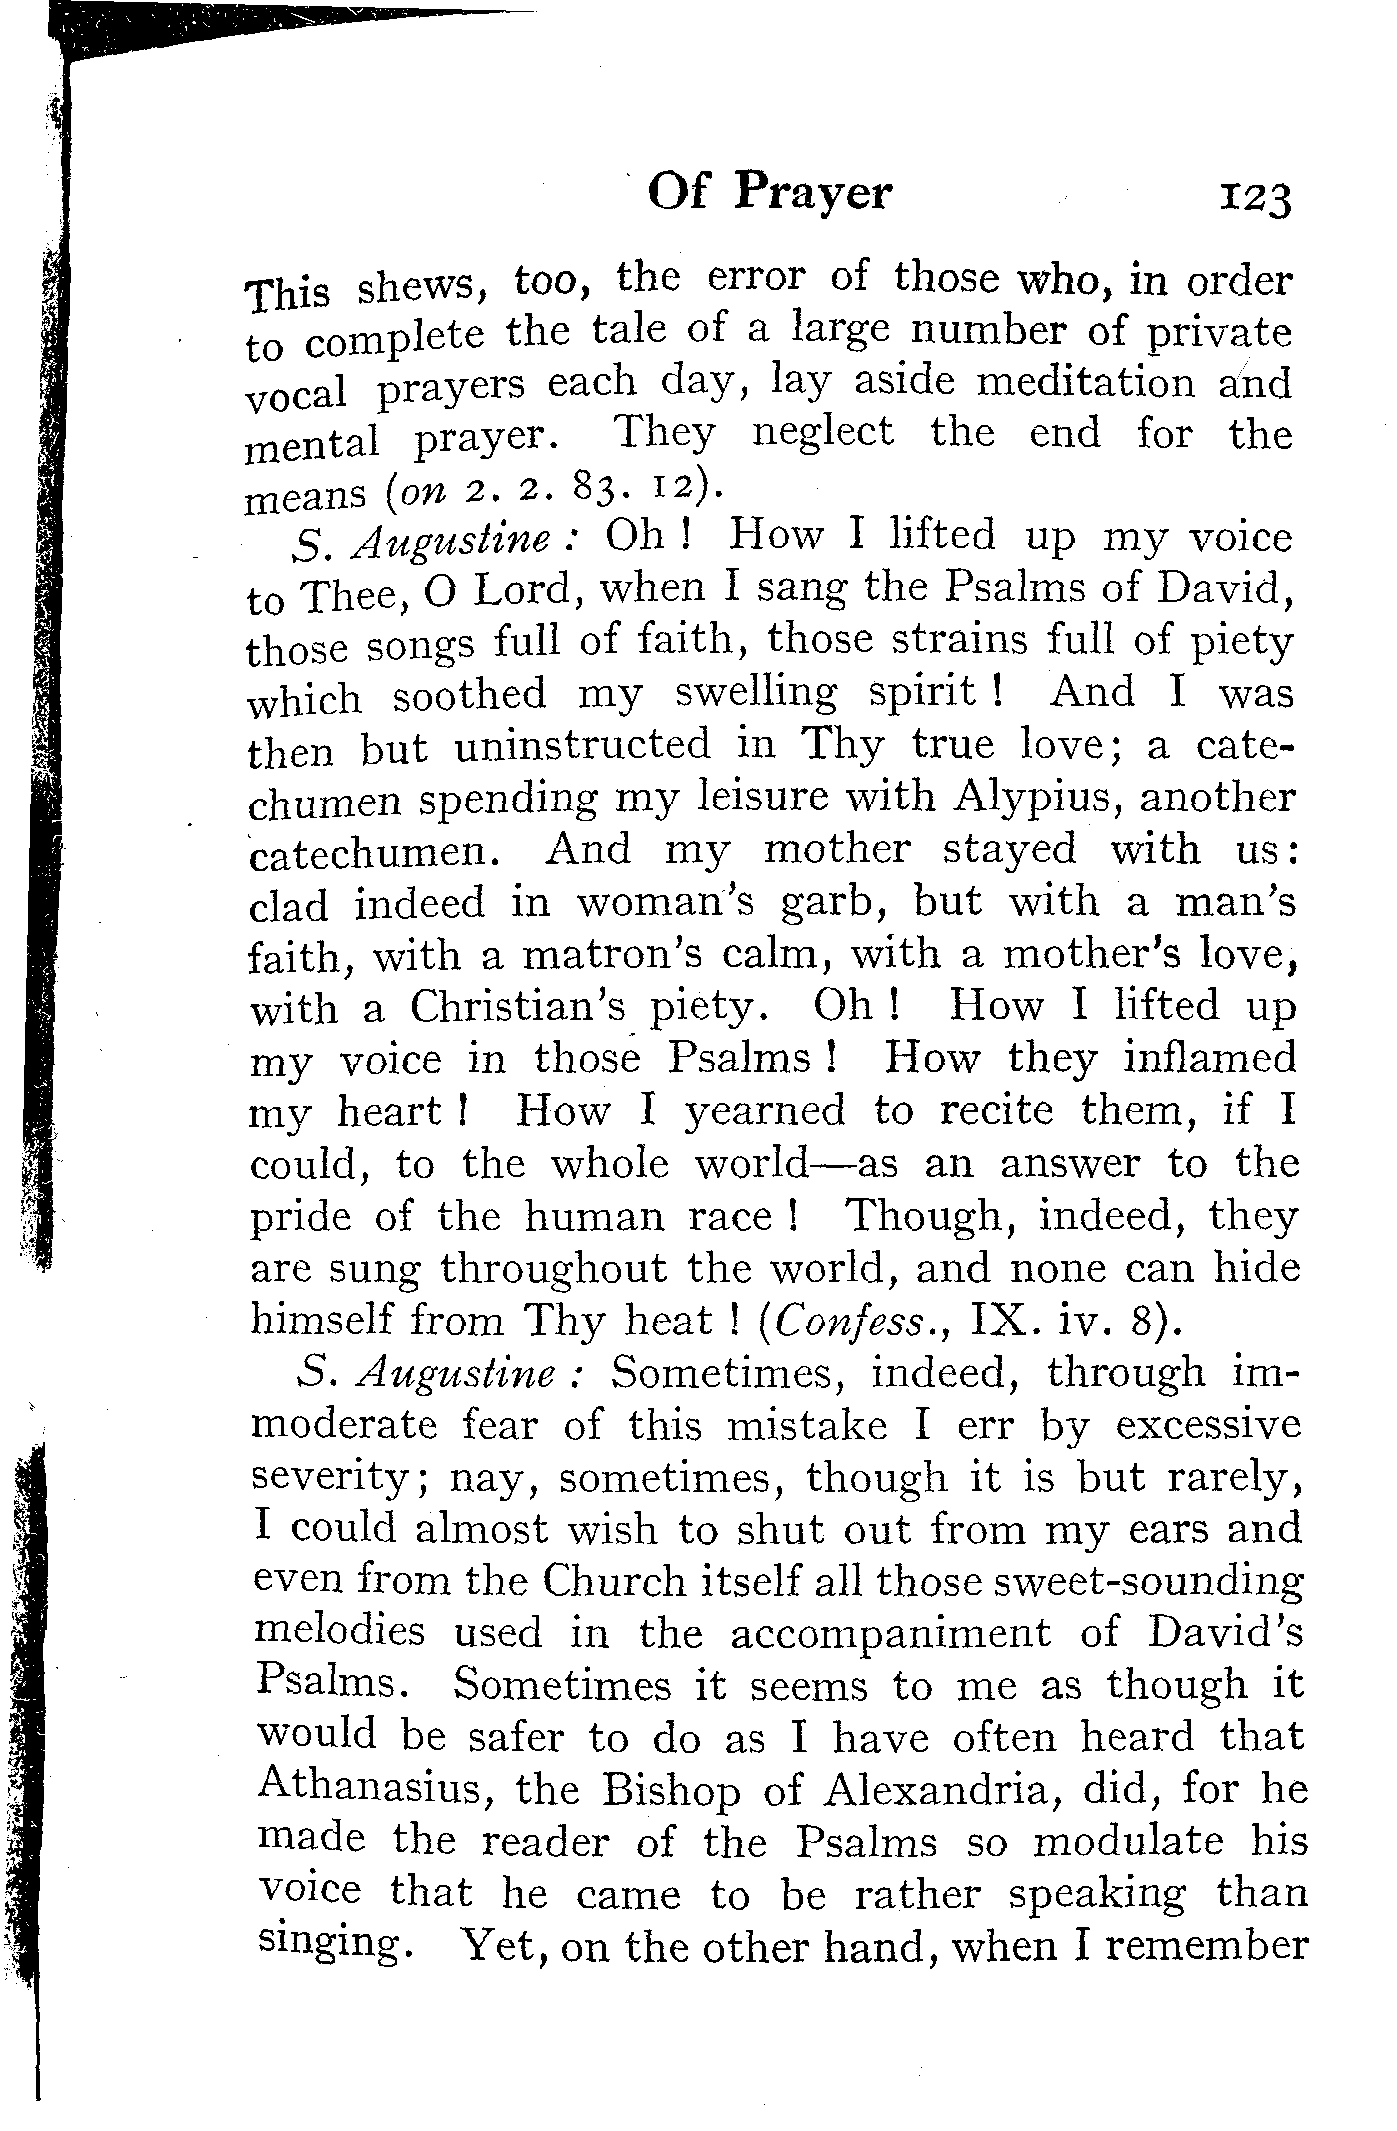 Of Prayer 123
This shews, too, the error of those who, in order
to complete the tale of a large number of private
vocal prayers each day, lay aside meditation and
mental prayer. They neglect the end for the
means (on 2. 2. 83. 12).
S. Augustine : Oh ! How I lifted up my voice
to Thee, O Lord, when I sang the Psalms of David,
those songs full of faith, those strains full of piety
which soothed my swelling spirit ! And I was
then but uninstructed in Thy true love; a cate-
chumen spending my leisure with Alypius, another
catechumen. And my mother stayed with us:
clad indeed in woman's garb, but with a man's
faith, with a matron's calm, with a mother's love,
with a Christian's piety. Oh ! How I lifted up
my voice in those Psalms ! How they inflamed
my heart ! How I yearned to recite them, if I
could, to the whole world—as an answer to the
pride of the human race ! Though, indeed, they
are sung throughout the world, and none can hide
himself from Thy heat ! (Confess., IX. iv. 8).
S. Augustine : Sometimes, indeed, through im-
moderate fear of this mistake I err by excessive
severity; nay, sometimes, though it is but rarely,
I could almost wish to shut out from my ears and
even from the Church itself all those sweet-sounding
melodies used in the accompaniment of David's
Psalms. Sometimes it seems to me as though it
would be safer to do as I have often heard that
Athanasius, the Bishop of Alexandria, did, for he
made the reader of the Psalms so modulate his
voice that he came to be rather speaking than
singing. Yet, on the other hand, when I remember